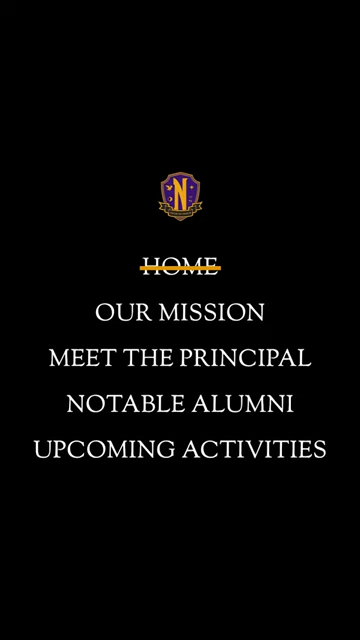 N
HOME
OUR MISSION
MEET THE PRINCIPAL
NOTABLE ALUMNI
UPCOMING ACTIVITIES